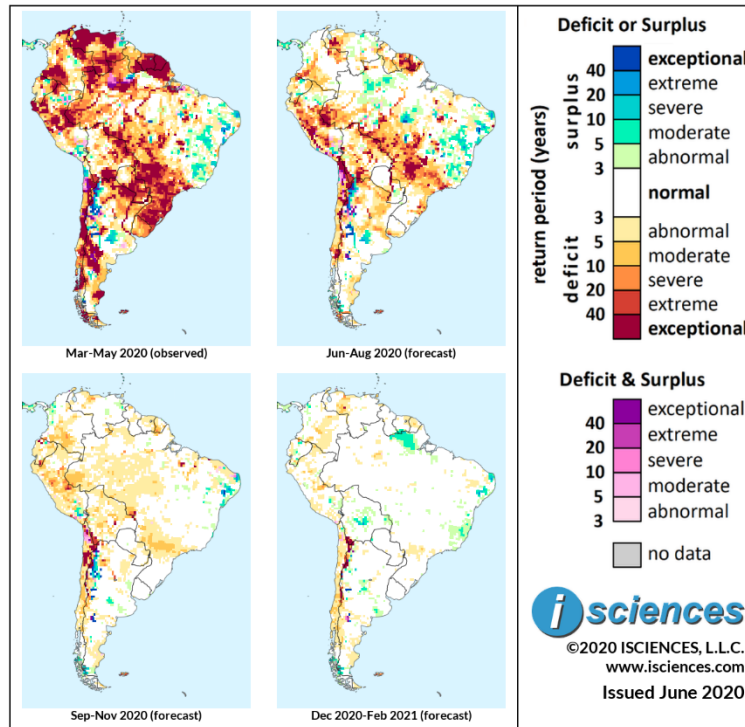 Mar-May 2020 (observed)
Jun-Aug 2020 (forecast)
Sep-Nov 2020 (forecast)
Dec 2020-Feb 2021 (forecast)
Deficit or Surplus
return period (years)
surplus
deficit
exceptional
40
extreme
20
severe
10
moderate
5
abnormal
3
normal
3
abnormal
5
moderate
10
severe
20
extreme
40
exceptional
Deficit & Surplus
exceptional
40
extreme
20
severe
10
moderate
5
abnormal
3
no data
i sciences
©2020 ISCIENCES, L.L.C.
www.isciences.com
Issued June 2020